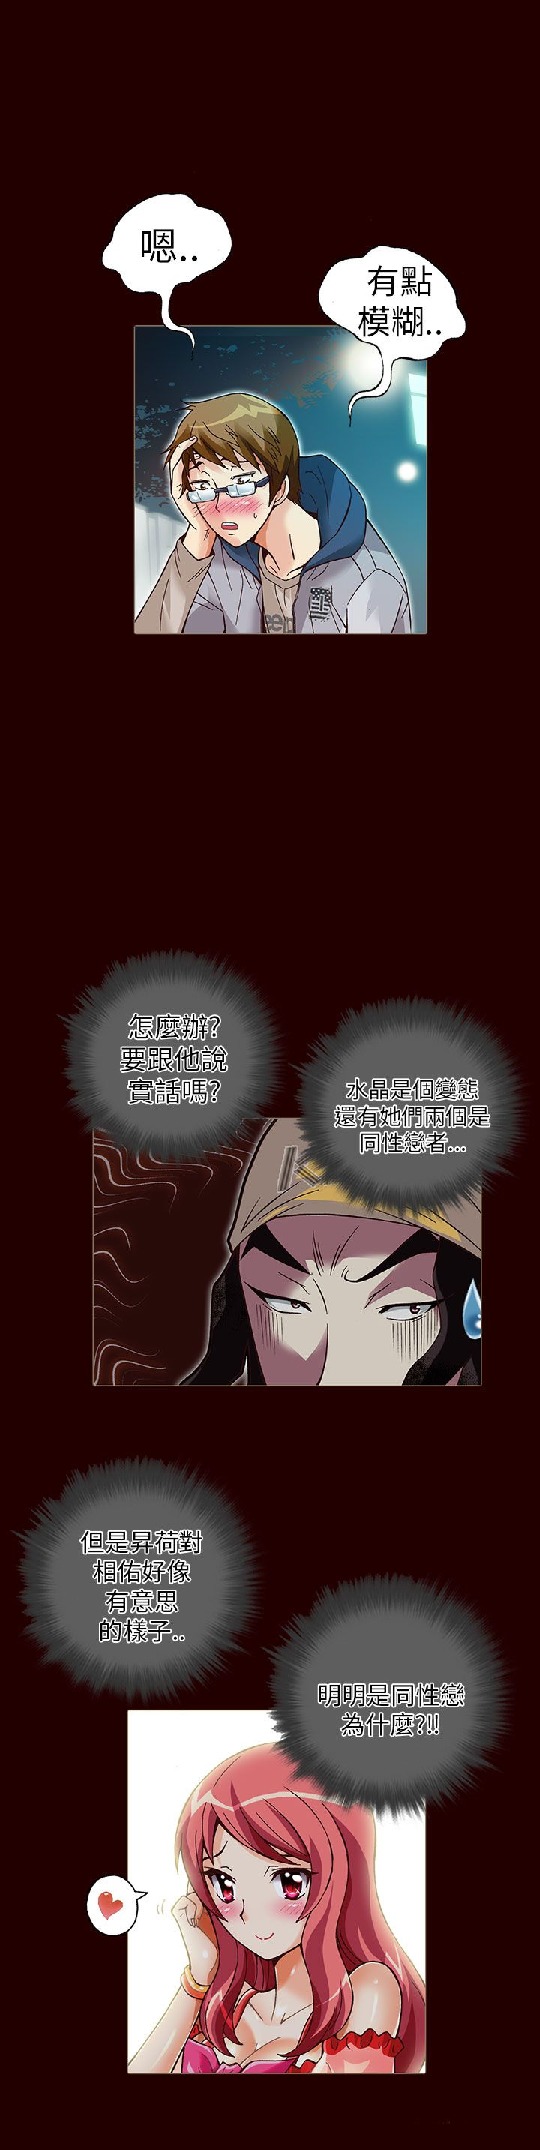 嗯..
有點
模糊..
怎麼辦?
要跟他說
實話嗎?
水晶是個變態
還有她們兩個是
同性戀者...
但是昇荷對
相佑好像
有意思
的樣子..
明明是同性戀
為什麼?!!